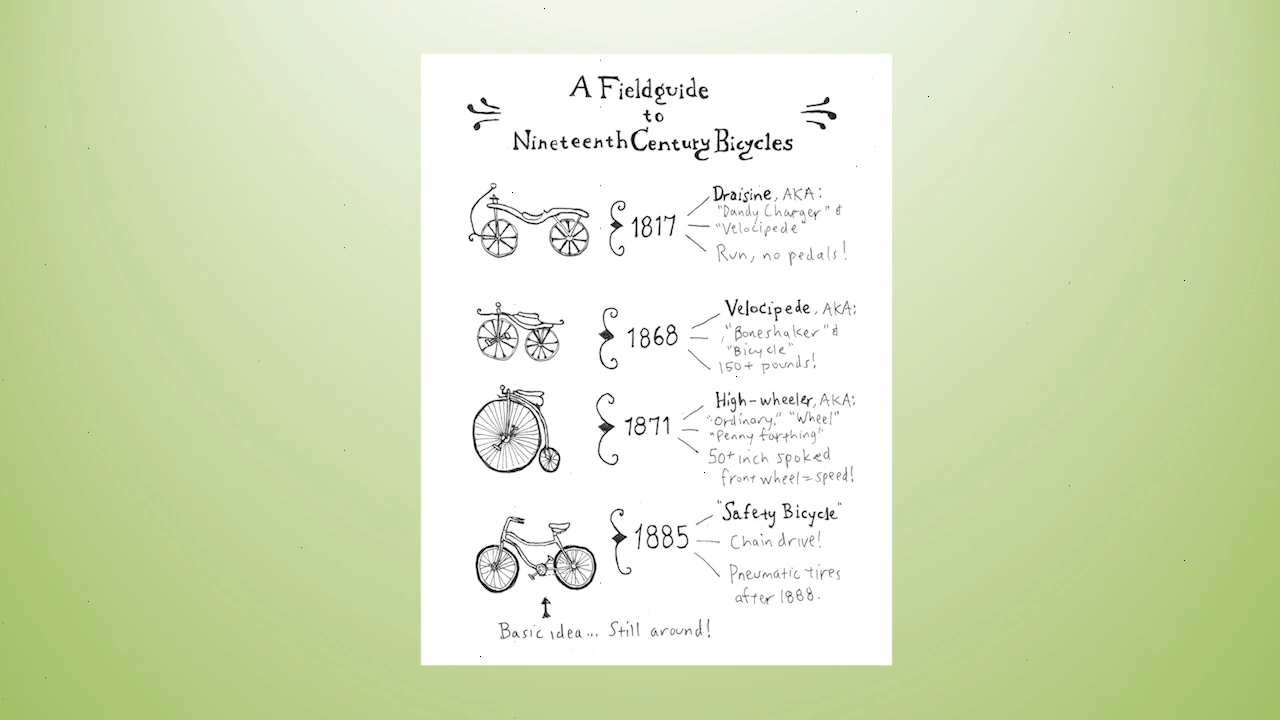 A Fieldguide
to
Nineteenth Century Bicycles
1817
Draisine, AKA:
"Dandy Charger" &
"Velocipede"
Run, no pedals!
1868
Velocipede, AKA:
"Boneshaker" &
"Bicycle"
150+ pounds!
1871
High-wheeler, AKA:
"ordinary," "Wheel"
"Penny farthing"
50+ inch spoked
front wheel = speed!
1885
"Safety Bicycle"
Chain drive!
Pneumatic tires
after 1888.
Basic idea... Still around!